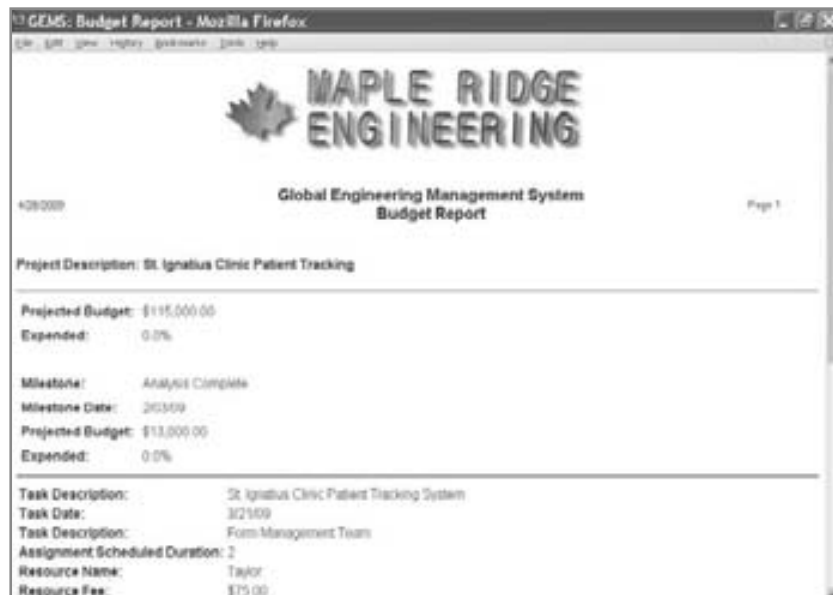 GEMS: Budget Report - Mozilla Firefox
File Edit View History Bookmarks Tools Help
MAPLE RIDGE
ENGINEERING
4/28/2009
Global Engineering Management System
Budget Report
Page 1
Project Description: St. Ignatius Clinic Patient Tracking
Projected Budget: $115,000.00
Expended: 0.0%
Milestone: Analysis Complete
Milestone Date: 2/03/09
Projected Budget: $13,000.00
Expended: 0.0%
Task Description: St. Ignatius Clinic Patient Tracking System
Task Date: 3/21/09
Task Description: Form Management Team
Assignment Scheduled Duration: 2
Resource Name: Taylor
Resource Fee: $75.00